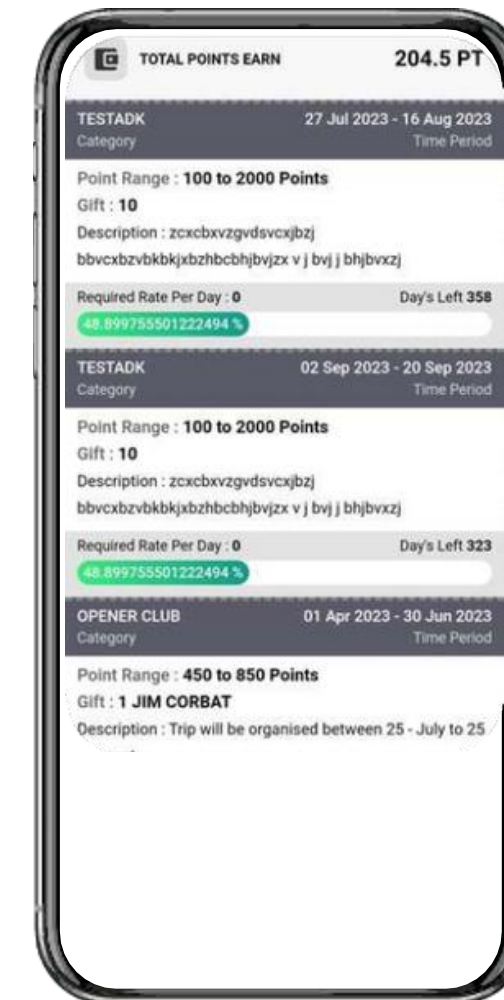 TOTAL POINTS EARN 204.5 PT
TESTADK 27 Jul 2023 - 16 Aug 2023
Category Time Period
Point Range : 100 to 2000 Points
Gift : 10
Description : zcxcbxvzgvdsvcxjbzj
bbvcxbzvbkbkjxbzhbcbhjbvjzx v j bvj j bhjbvxzj
Required Rate Per Day : 0 Day's Left 358
48.899755501222494 %
TESTADK 02 Sep 2023 - 20 Sep 2023
Category Time Period
Point Range : 100 to 2000 Points
Gift : 10
Description : zcxcbxvzgvdsvcxjbzj
bbvcxbzvbkbkjxbzhbcbhjbvjzx v j bvj j bhjbvxzj
Required Rate Per Day : 0 Day's Left 323
48.899755501222494 %
OPENER CLUB 01 Apr 2023 - 30 Jun 2023
Category Time Period
Point Range : 450 to 850 Points
Gift : 1 JIM CORBAT
Description : Trip will be organised between 25 - July to 25